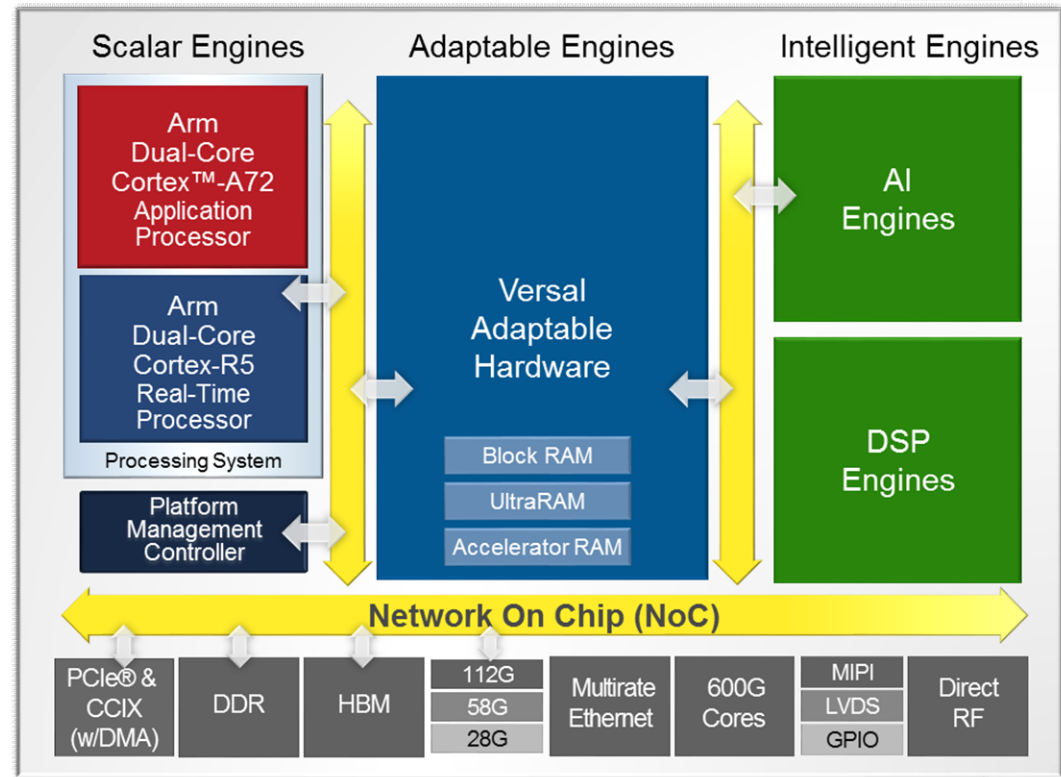 Scalar Engines
Adaptable Engines
Intelligent Engines
Arm
Dual-Core
Cortex™-A72
Application
Processor
Arm
Dual-Core
Cortex-R5
Real-Time
Processor
Processing System
Platform
Management
Controller
Versal
Adaptable
Hardware
Block RAM
UltraRAM
Accelerator RAM
AI
Engines
DSP
Engines
Network On Chip (NoC)
PCIe® &
CCIX
(w/DMA)
DDR
HBM
112G
58G
28G
Multirate
Ethernet
600G
Cores
MIPI
LVDS
GPIO
Direct
RF